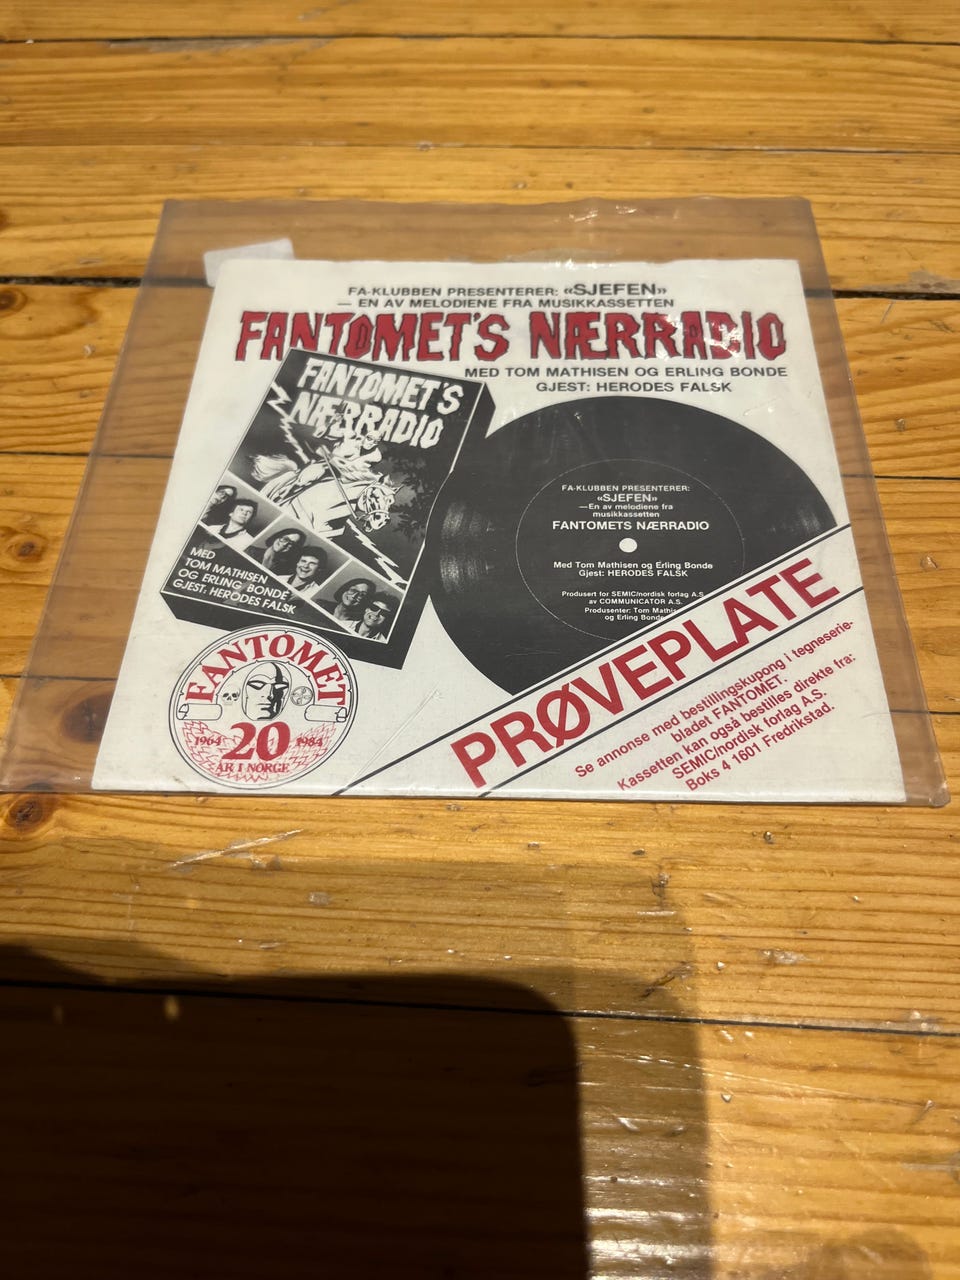 FA-KLUBBEN PRESENTERER: «SJEFEN»
— EN AV MELODIENE FRA MUSIKKASSETTEN
FANTOMET'S NÆRRADIO
MED TOM MATHISEN OG ERLING BONDE
GJEST: HERODES FALSK
FANTOMET'S
NÆRRADIO
MED
TOM MATHISEN
OG ERLING BONDE
GJEST: HERODES FALSK
FA-KLUBBEN PRESENTERER:
«SJEFEN»
—En av melodiene fra
musikkassetten
FANTOMETS NÆRRADIO
Med Tom Mathisen og Erling Bonde
Gjest: HERODES FALSK
Produsert for SEMIC/nordisk forlag A.S.
av COMMUNICATOR A.S.
Produsenter: Tom Mathis
og Erling Bonde
PRØVEPLATE
Se annonse med bestillingskupong i tegneserie-
bladet FANTOMET.
Kassetten kan også bestilles direkte fra:
SEMIC/nordisk forlag A.S.
Boks 4 1601 Fredrikstad.
FANTOMET
1964 20 1984
ÅR I NORGE